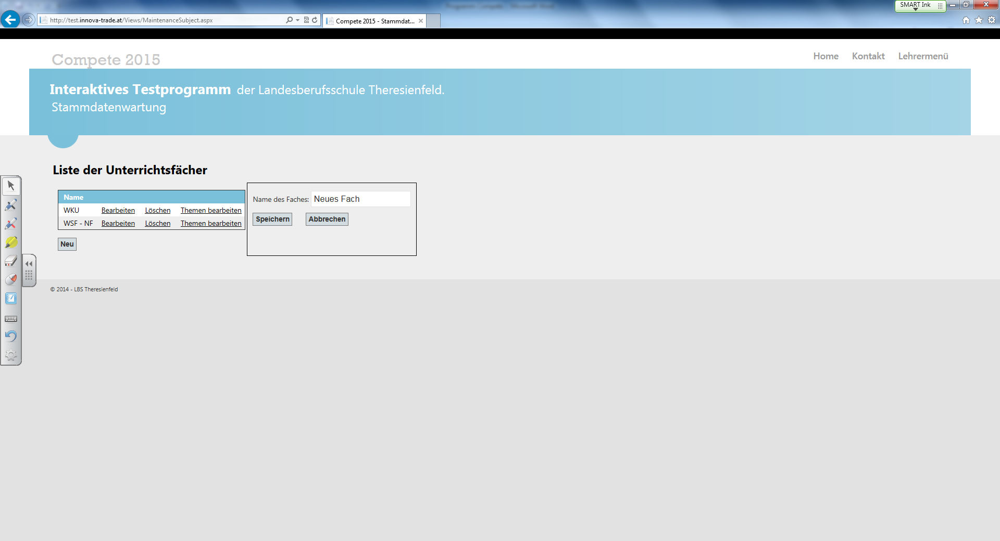 SMART Ink
http://test.innova-trade.at/Views/MaintenanceSubject.aspx
Compete 2015 - Stammdat...
Compete 2015
Home Kontakt Lehrermenü
Interaktives Testprogramm der Landesberufsschule Theresienfeld.
Stammdatenwartung
Liste der Unterrichtsfächer
Name
WKU Bearbeiten Löschen Themen bearbeiten
WSF - NF Bearbeiten Löschen Themen bearbeiten
Neu
Name des Faches: Neues Fach
Speichern Abbrechen
© 2014 - LBS Theresienfeld